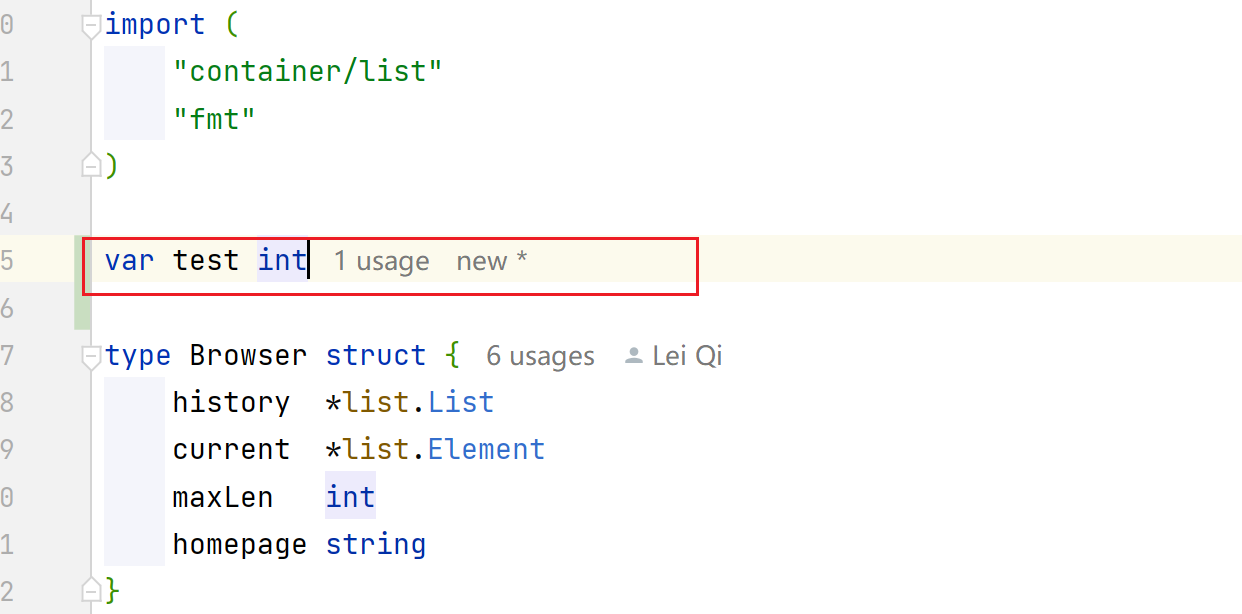 0 import (
1 "container/list"
2 "fmt"
3 )
4
5 var test int 1 usage new *
6
7 type Browser struct { 6 usages Lei Qi
8 history *list.List
9 current *list.Element
0 maxLen int
1 homepage string
2 }